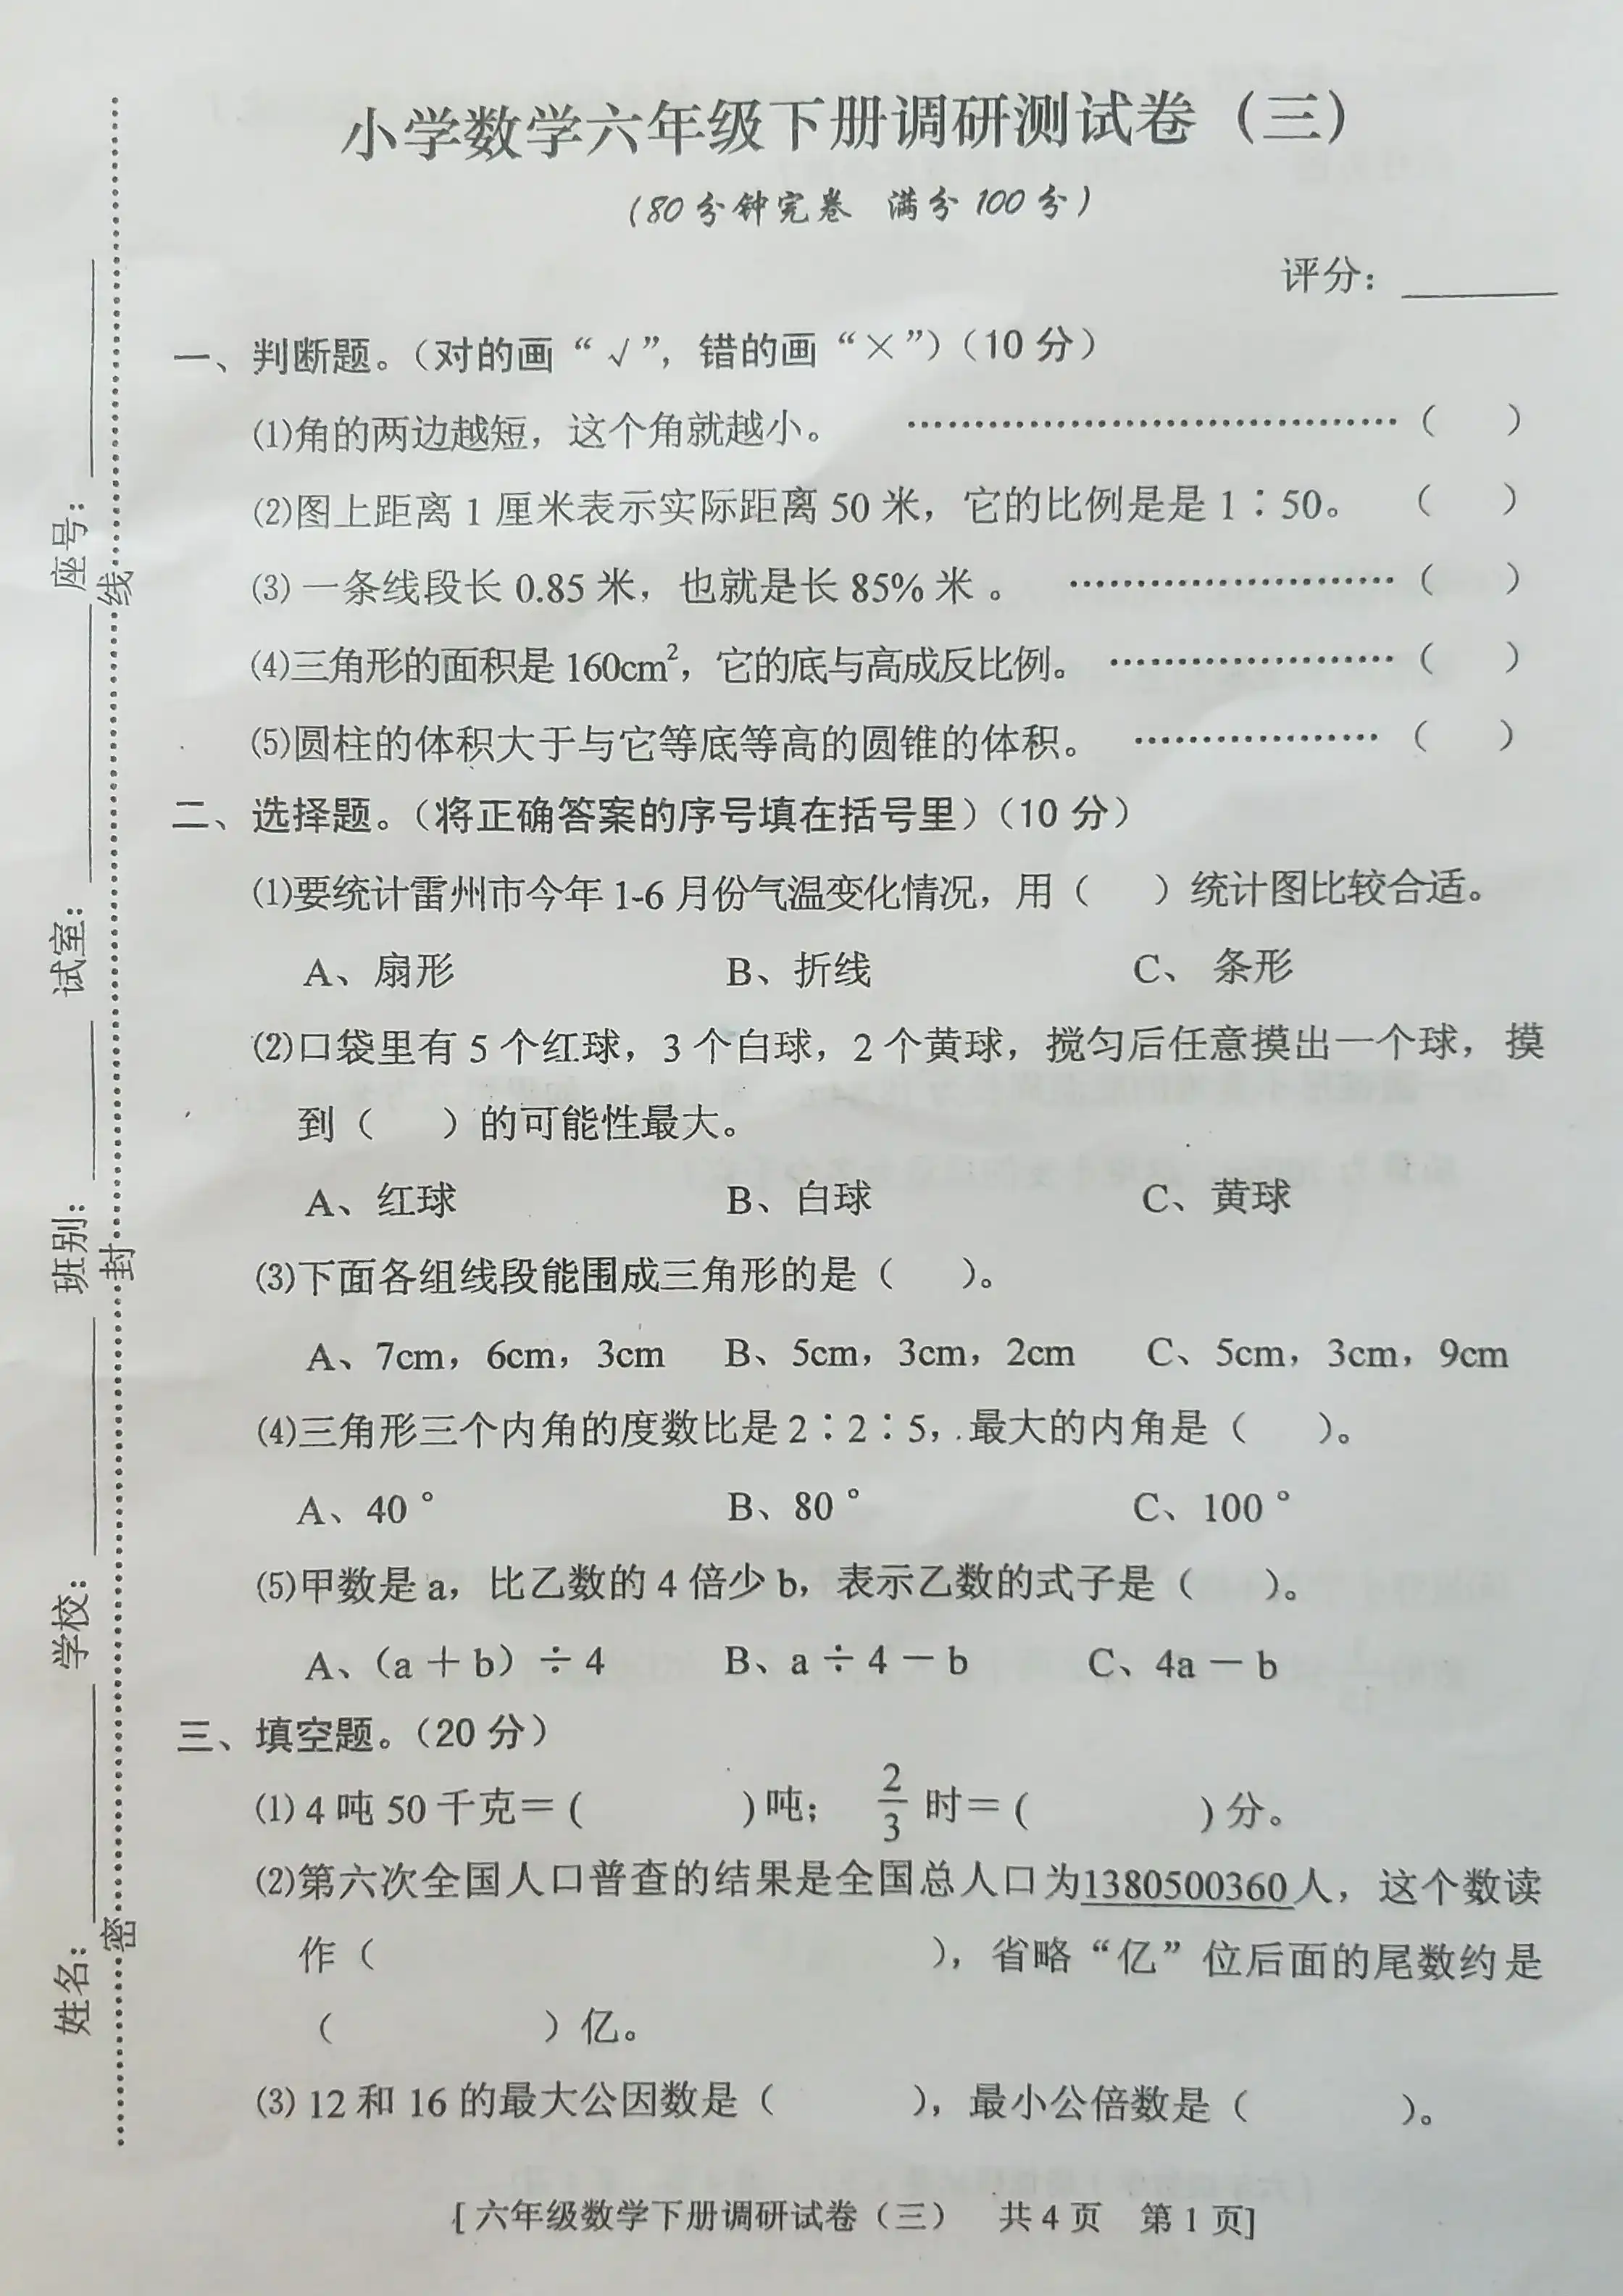 小学数学六年级下册调研测试卷（三）
（80分钟完卷 满分100分）
评分：
一、判断题。（对的画“√”，错的画“×”）（10分）
⑴角的两边越短，这个角就越小。 …………………………………（ ）
⑵图上距离1厘米表示实际距离50米，它的比例是是1∶50。 （ ）
⑶一条线段长0.85米，也就是长85%米 。 ……………………（ ）
⑷三角形的面积是160cm²，它的底与高成反比例。…………………（ ）
⑸圆柱的体积大于与它等底等高的圆锥的体积。 ………………（ ）
二、选择题。（将正确答案的序号填在括号里）（10分）
⑴要统计雷州市今年1-6月份气温变化情况，用（ ）统计图比较合适。
A、扇形 B、折线 C、 条形
⑵口袋里有5个红球，3个白球，2个黄球，搅匀后任意摸出一个球，摸
到（ ）的可能性最大。
A、红球 B、白球 C、黄球
⑶下面各组线段能围成三角形的是（ ）。
A、7cm，6cm，3cm B、5cm，3cm，2cm C、5cm，3cm，9cm
⑷三角形三个内角的度数比是2∶2∶5，最大的内角是（ ）。
A、40° B、80° C、100°
⑸甲数是a，比乙数的4倍少b，表示乙数的式子是（ ）。
A、（a＋b）÷4 B、a÷4－b C、4a－b
三、填空题。（20分）
⑴4吨50千克＝( )吨； 2/3时＝( )分。
⑵第六次全国人口普查的结果是全国总人口为1380500360人，这个数读
作（ ），省略“亿”位后面的尾数约是
（ ）亿。
⑶12和16的最大公因数是（ ），最小公倍数是（ ）。
[六年级数学下册调研试卷（三） 共4页 第1页]
姓名： 学校： 班别： 试室： 座号：
密 封 线